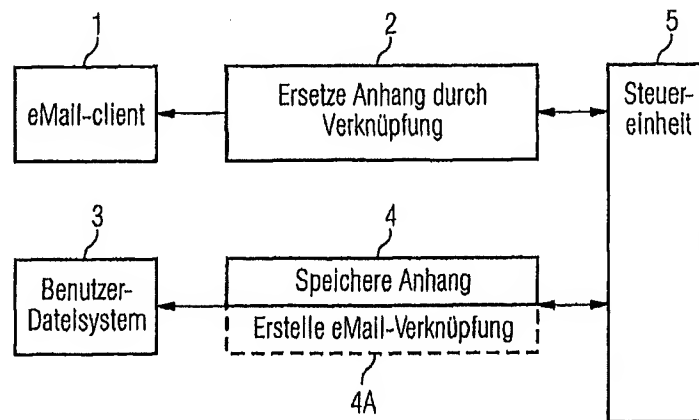 1
eMail-client
2
Ersetze Anhang durch
Verknüpfung
5
Steuer-
einheit
3
Benutzer-
Dateisystem
4
Speichere Anhang
Erstelle eMail-Verknüpfung
4A